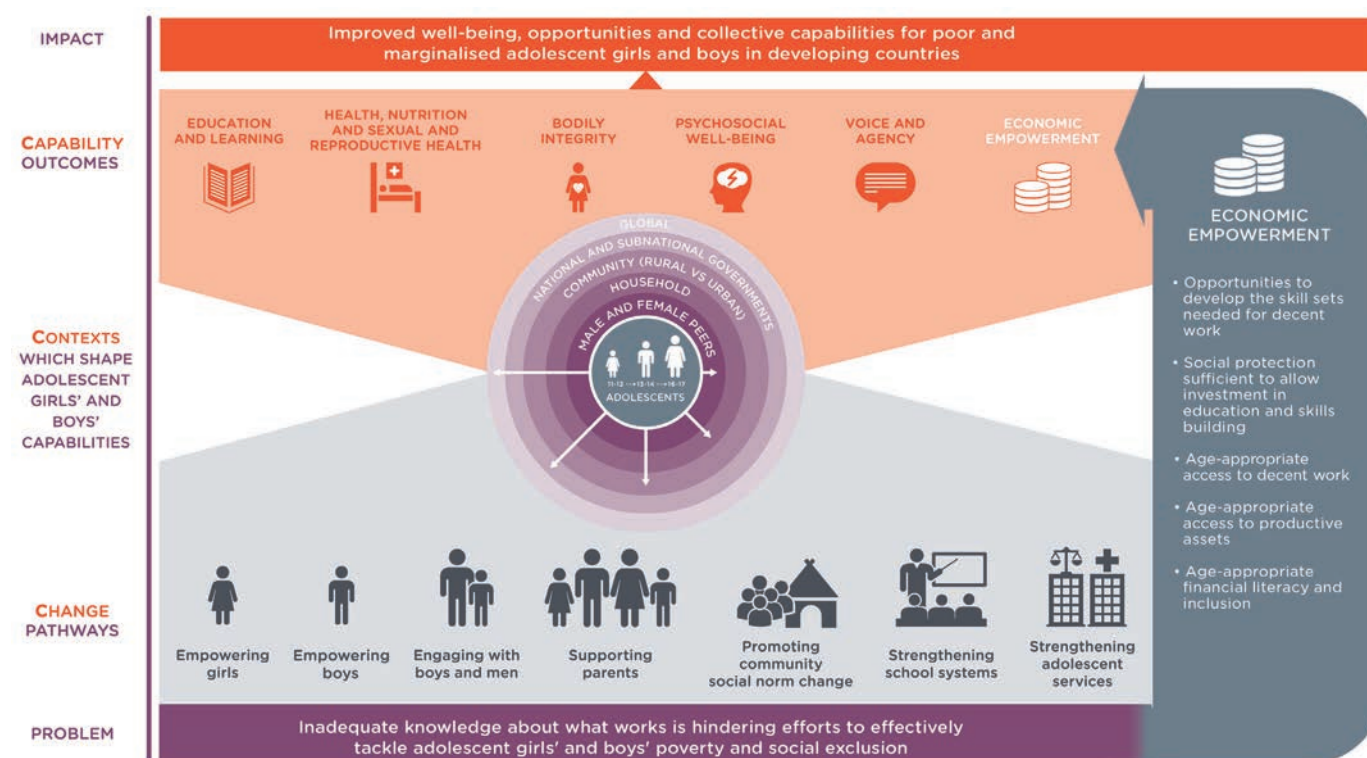 IMPACT
Improved well-being, opportunities and collective capabilities for poor and
marginalised adolescent girls and boys in developing countries
CAPABILITY
OUTCOMES
EDUCATION
AND LEARNING
HEALTH, NUTRITION
AND SEXUAL AND
REPRODUCTIVE HEALTH
BODILY
INTEGRITY
PSYCHOSOCIAL
WELL-BEING
VOICE AND
AGENCY
ECONOMIC
EMPOWERMENT
ECONOMIC
EMPOWERMENT
• Opportunities to
develop the skill sets
needed for decent
work
• Social protection
sufficient to allow
investment in
education and skills
building
• Age-appropriate
access to decent work
• Age-appropriate
access to productive
assets
• Age-appropriate
financial literacy and
inclusion
CONTEXTS
WHICH SHAPE
ADOLESCENT
GIRLS' AND
BOYS'
CAPABILITIES
GLOBAL
NATIONAL AND SUBNATIONAL GOVERNMENTS
COMMUNITY (RURAL VS URBAN)
HOUSEHOLD
MALE AND FEMALE PEERS
11-12 → 13-14 → 16-17
ADOLESCENTS
CHANGE
PATHWAYS
Empowering
girls
Empowering
boys
Engaging with
boys and men
Supporting
parents
Promoting
community
social norm change
Strengthening
school systems
Strengthening
adolescent
services
PROBLEM
Inadequate knowledge about what works is hindering efforts to effectively
tackle adolescent girls' and boys' poverty and social exclusion